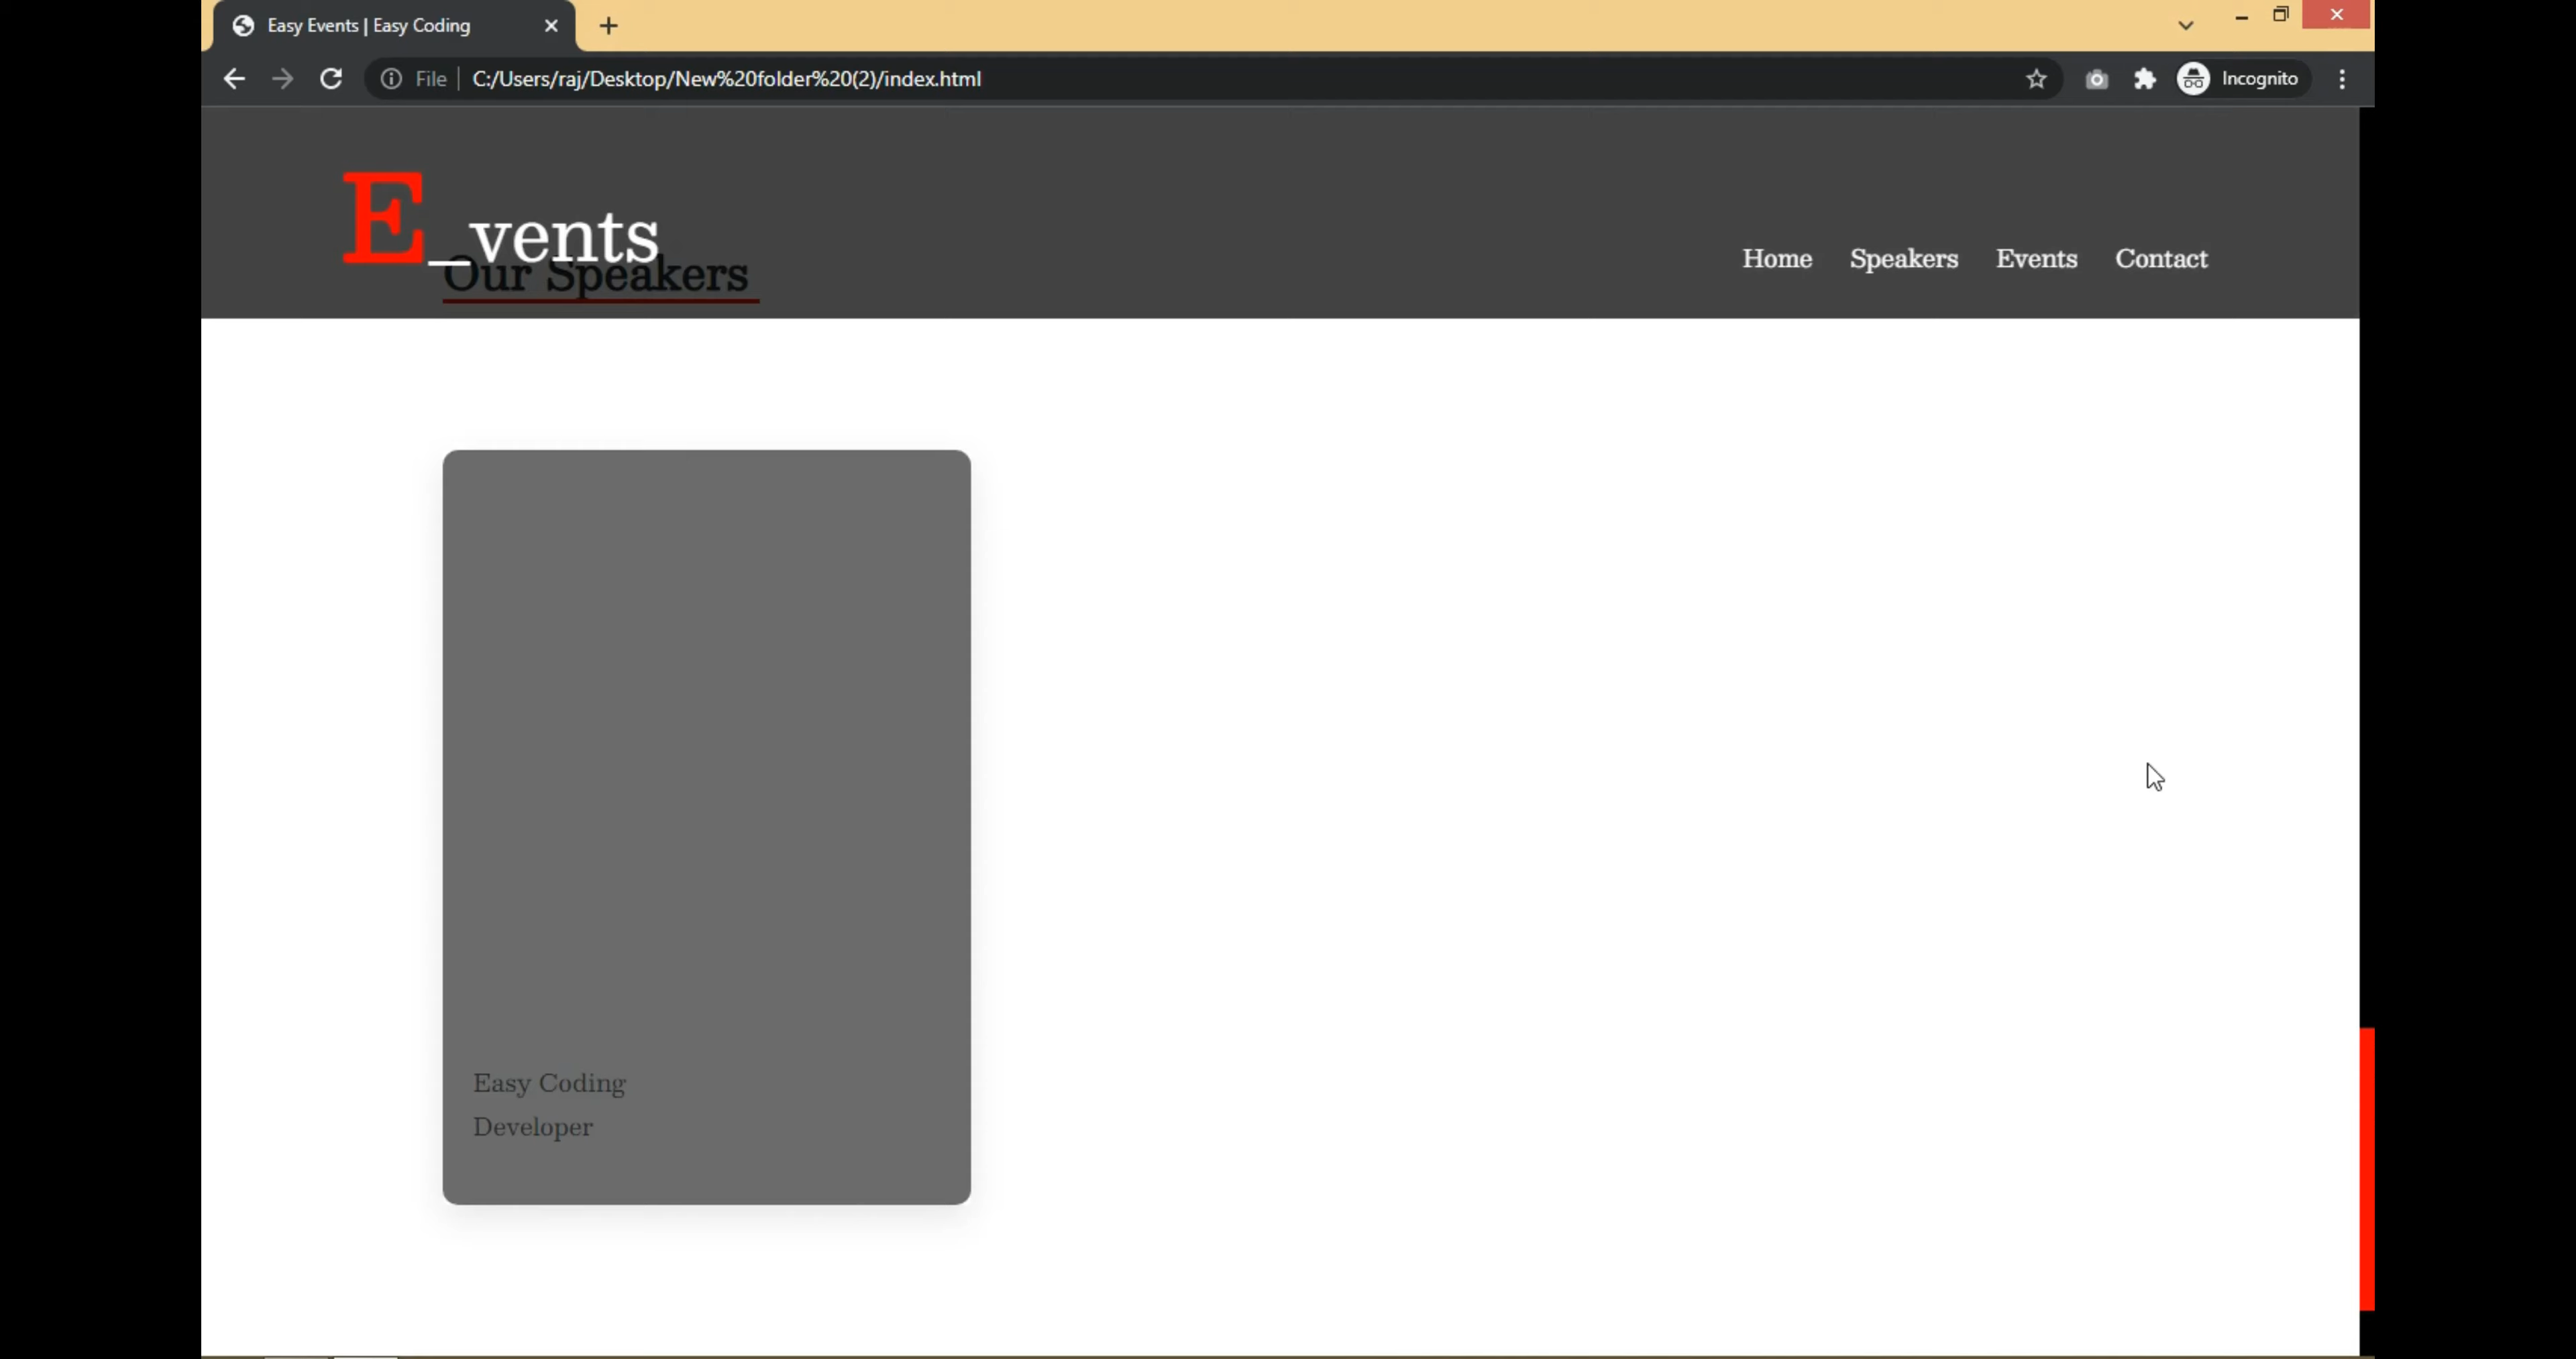 Easy Events | Easy Coding
File C:/Users/raj/Desktop/New%20folder%20(2)/index.html
Incognito
E_vents
Home Speakers Events Contact
Our Speakers
Easy Coding
Developer